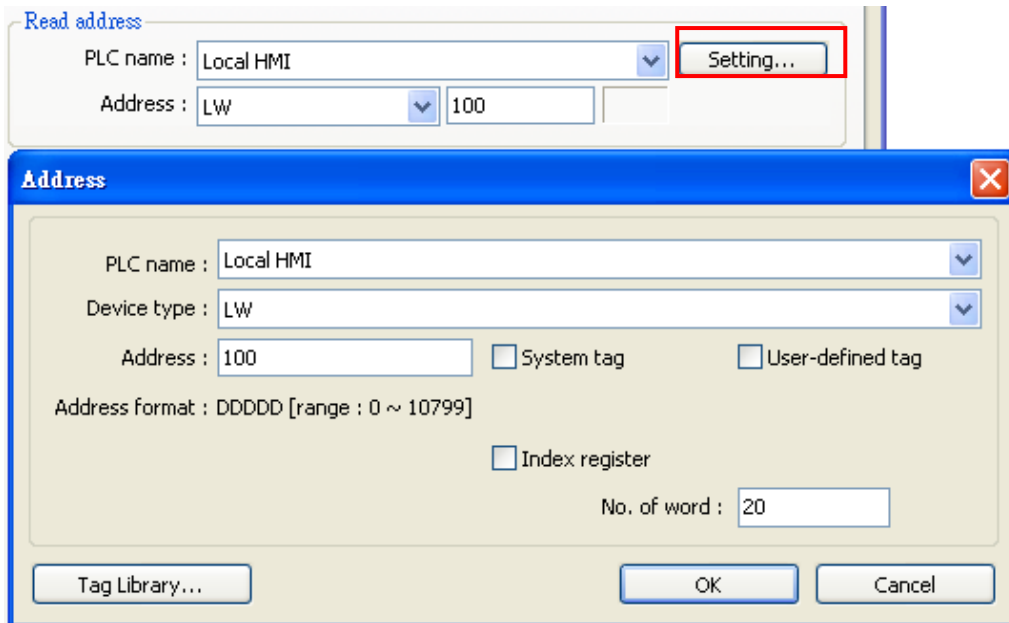 Read address
PLC name : Local HMI Setting...
Address : LW 100
Address
PLC name : Local HMI
Device type : LW
Address : 100 System tag User-defined tag
Address format : DDDDD [range : 0 ~ 10799]
Index register
No. of word : 20
Tag Library... OK Cancel